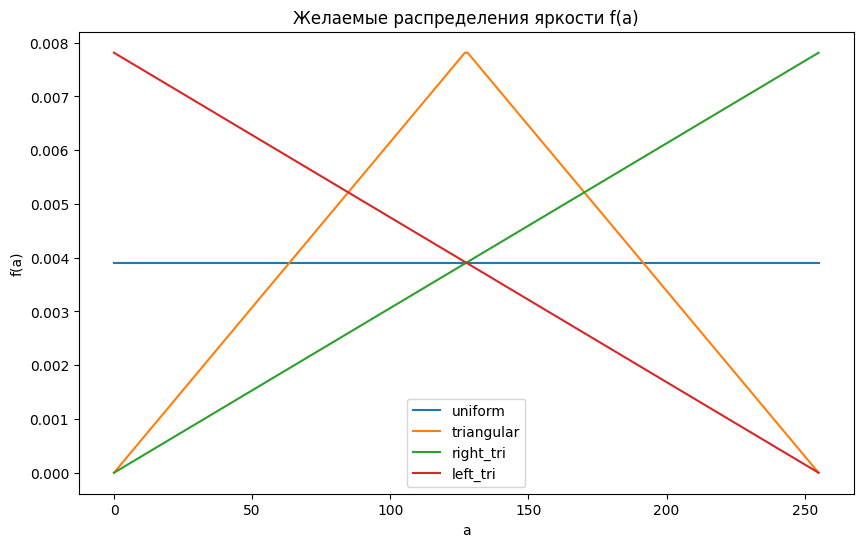 Желаемые распределения яркости f(a)
0.008
0.007
0.006
0.005
0.004
0.003
0.002
0.001
0.000
f(a)
uniform
triangular
right_tri
left_tri
0
50
100
150
200
250
a